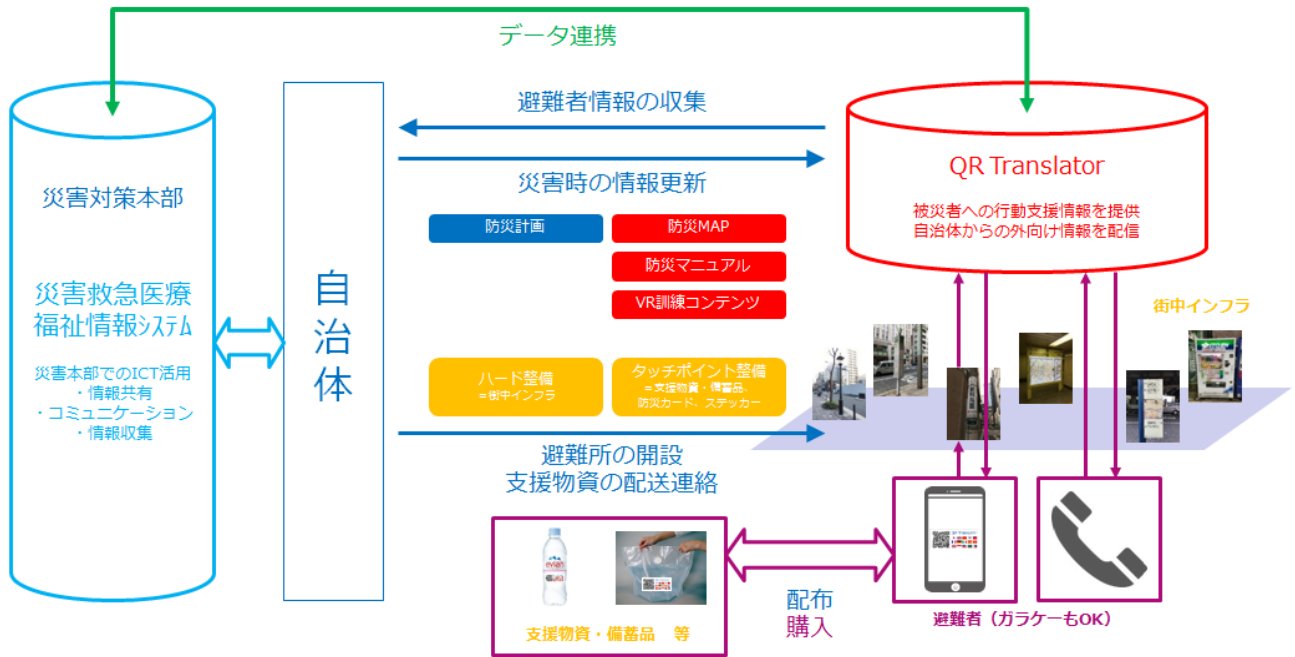 データ連携
災害対策本部
災害救急医療
福祉情報ｼｽﾃﾑ
災害本部でのICT活用
・情報共有
・コミュニケーション
・情報収集
自治体
避難者情報の収集
災害時の情報更新
防災計画
防災MAP
防災マニュアル
VR訓練コンテンツ
ハード整備
＝街中インフラ
タッチポイント整備
＝支援物資・備蓄品、
防災カード、ステッカー
避難所の開設
支援物資の配送連絡
QR Translator
被災者への行動支援情報を提供
自治体からの外向け情報を配信
街中インフラ
evian
支援物資・備蓄品　等
配布
購入
QR Translator
避難者（ガラケーもOK）